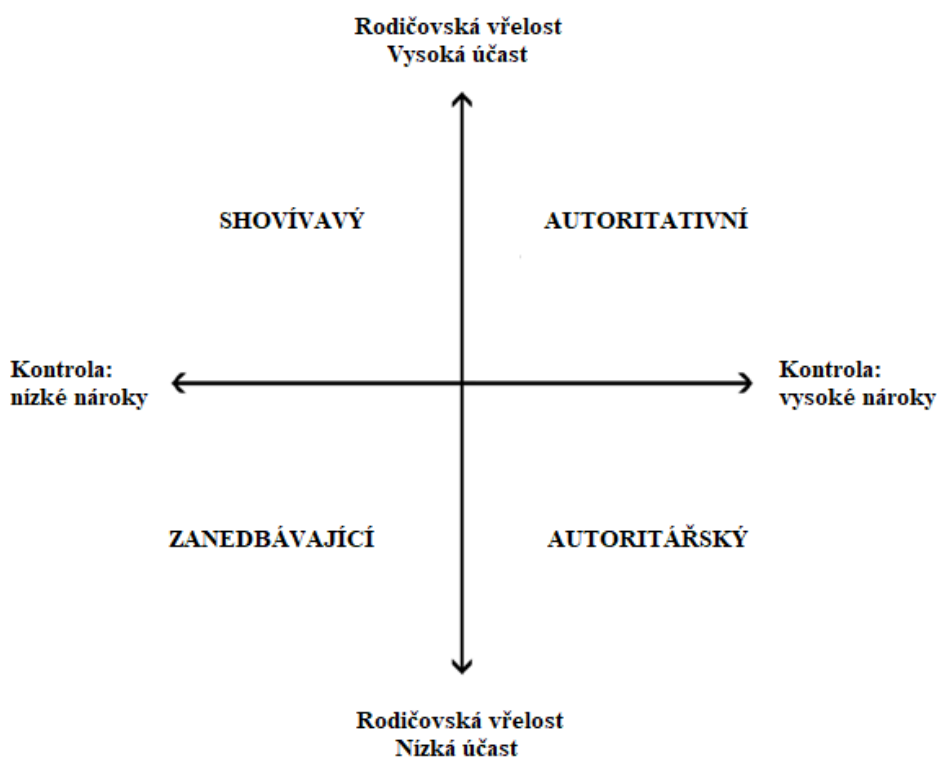 Rodičovská vřelost
Vysoká účast
SHOVÍVAVÝ
AUTORITATIVNÍ
Kontrola:
nízké nároky
Kontrola:
vysoké nároky
ZANEDBÁVAJÍCÍ
AUTORITÁŘSKÝ
Rodičovská vřelost
Nízká účast